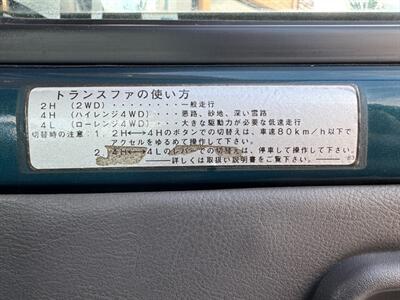 トランスファの使い方
2H (2WD)・・・・・・・・一般走行
4H (ハイレンジ4WD)・・・悪路、砂地、深い雪路
4L (ローレンジ4WD)・・・大きな駆動力が必要な低速走行
切替時の注意：1．2H←→4Hのボタンでの切替えは、車速80km/h以下で
アクセルをゆるめて操作して下さい。
2．4H←→4Lのレバーでの切替えは、停車して操作して下さい。
──詳しくは取扱い説明書をご覧下さい。──